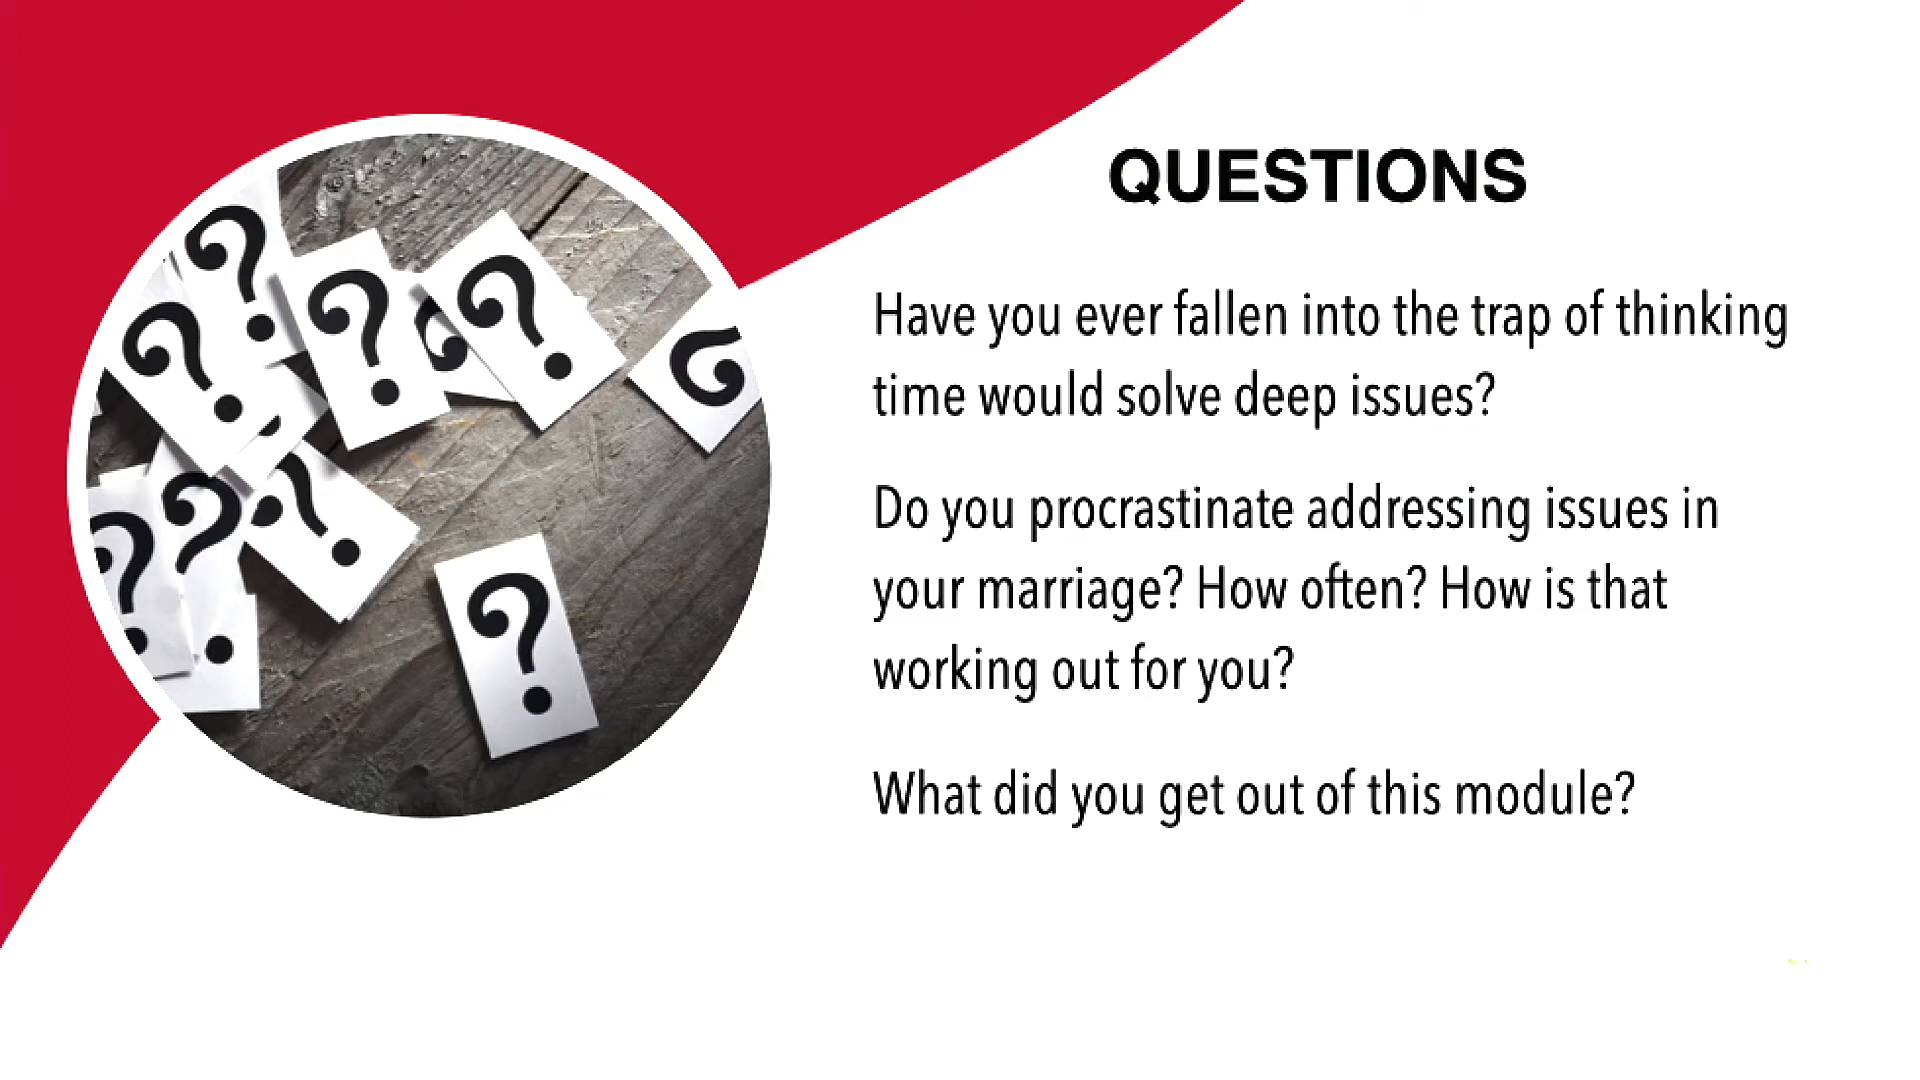 QUESTIONS
Have you ever fallen into the trap of thinking
time would solve deep issues?
Do you procrastinate addressing issues in
your marriage? How often? How is that
working out for you?
What did you get out of this module?